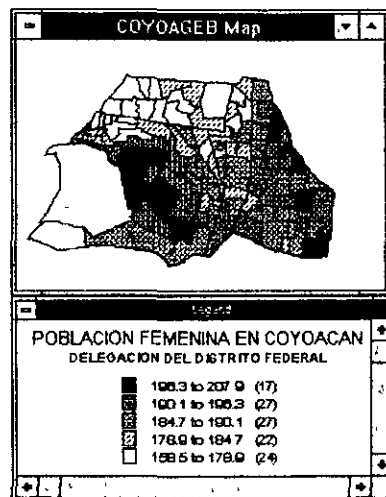 COYOAGEB Map
Legend
POBLACION FEMENINA EN COYOACAN
DELEGACION DEL DISTRITO FEDERAL
196.3 to 207.9 (17)
190.1 to 196.3 (27)
184.7 to 190.1 (27)
178.9 to 184.7 (22)
158.5 to 178.9 (24)